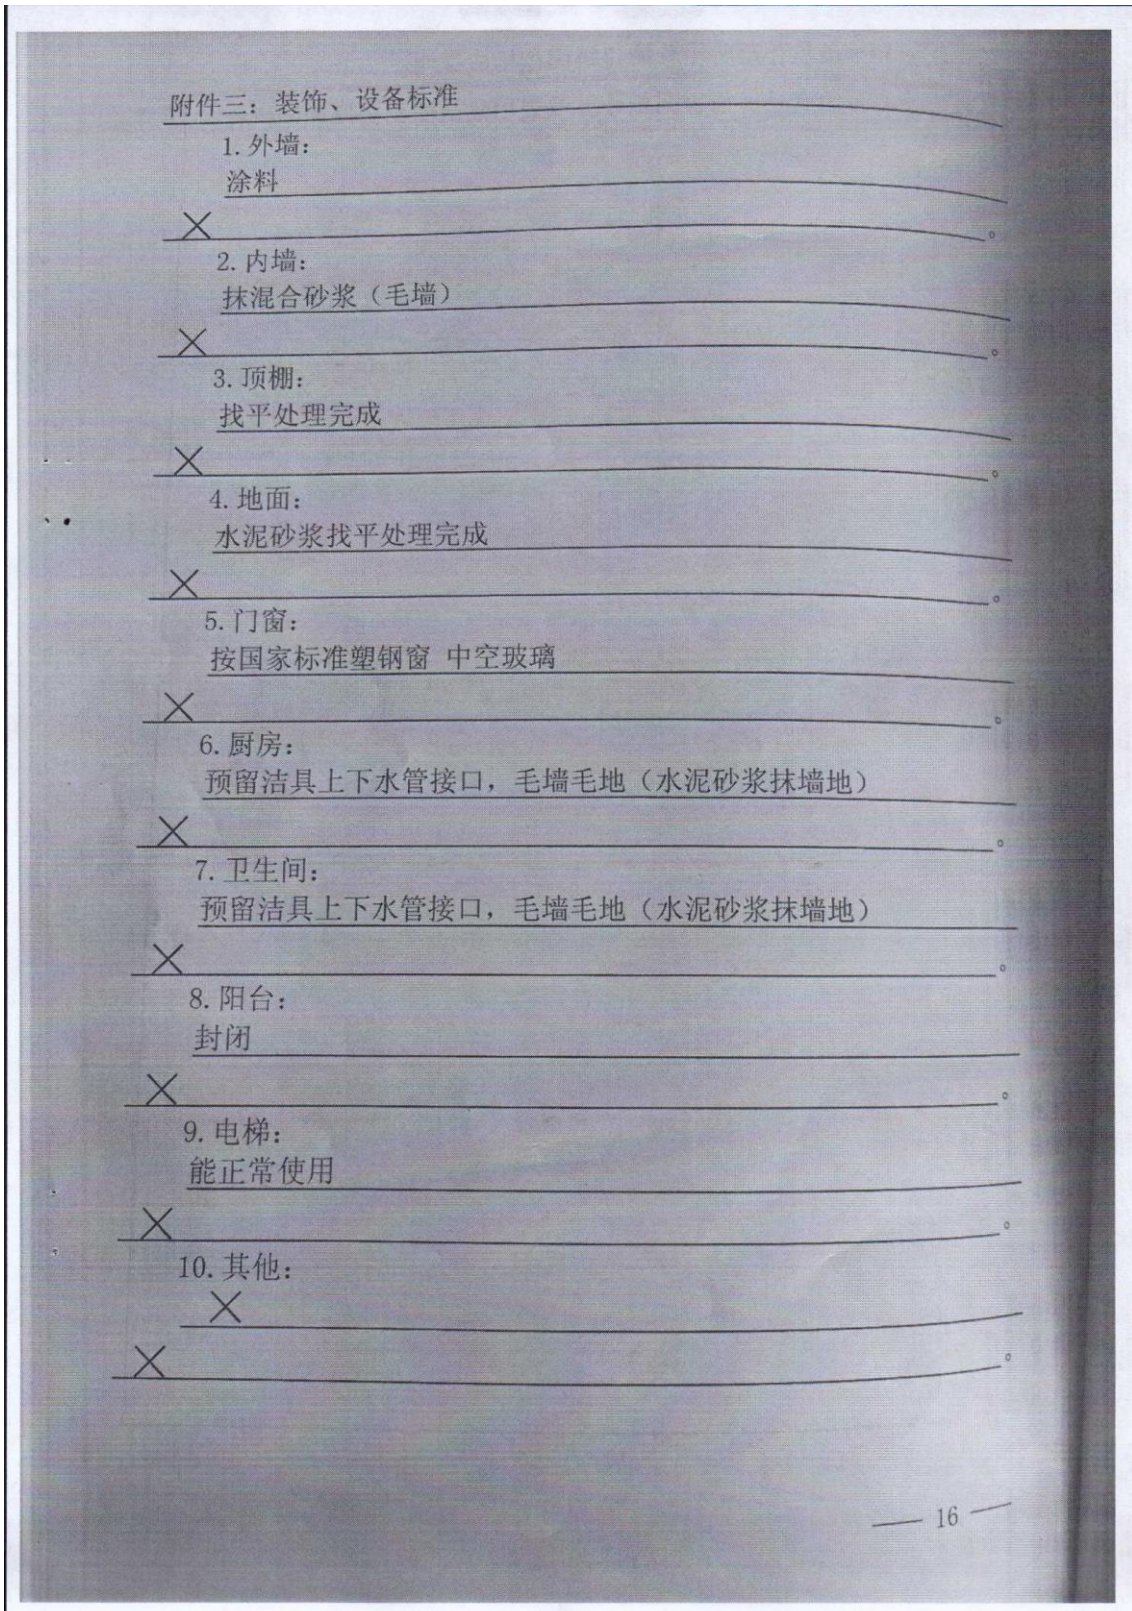 附件三：装饰、设备标准
1.外墙：
涂料
×。
2.内墙：
抹混合砂浆（毛墙）
×。
3.顶棚：
找平处理完成
×。
4.地面：
水泥砂浆找平处理完成
×。
5.门窗：
按国家标准塑钢窗 中空玻璃
×。
6.厨房：
预留洁具上下水管接口，毛墙毛地（水泥砂浆抹墙地）
×。
7.卫生间：
预留洁具上下水管接口，毛墙毛地（水泥砂浆抹墙地）
×。
8.阳台：
封闭
×。
9.电梯：
能正常使用
×。
10.其他：
×
×。
— 16 —